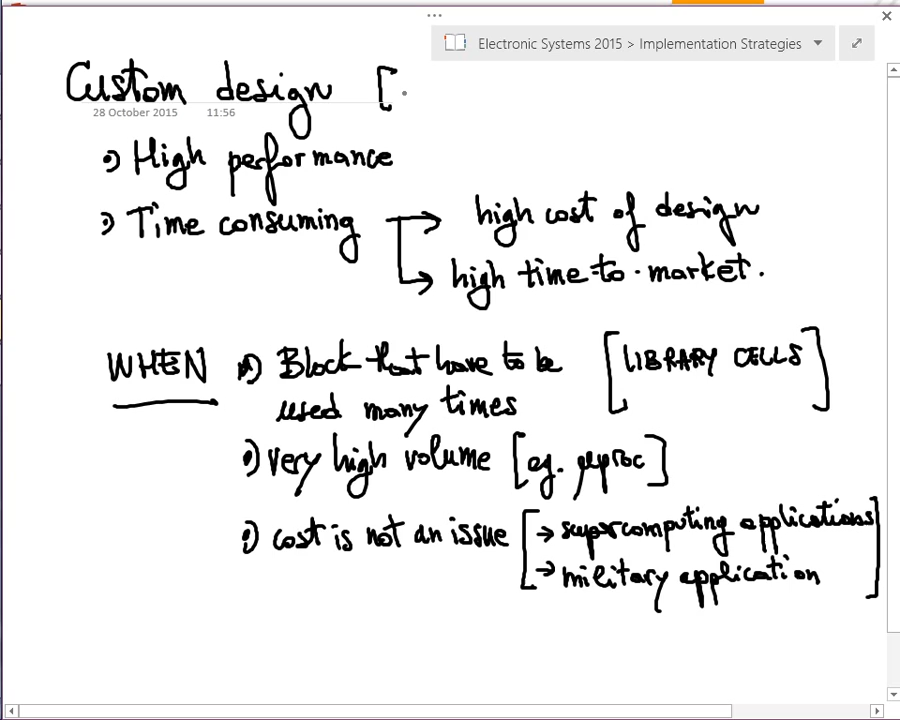 Electronic Systems 2015 > Implementation Strategies
Custom design [
28 October 2015 11:56
•) High performance
•) Time consuming → high cost of design
→ high time-to-market.
WHEN •) Block that have to be [LIBRARY CELLS]
used many times
•) very high volume [eg. μproc]
•) cost is not an issue [→ supercomputing applications
→ military application]